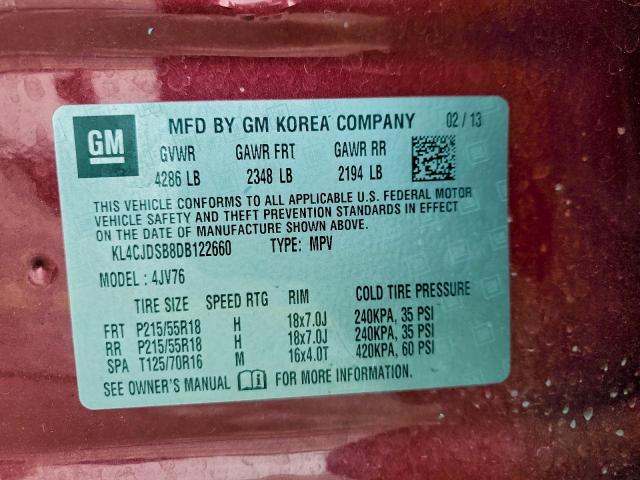 GM MFD BY GM KOREA COMPANY 02/13
GVWR GAWR FRT GAWR RR
4286 LB 2348 LB 2194 LB
THIS VEHICLE CONFORMS TO ALL APPLICABLE U.S. FEDERAL MOTOR
VEHICLE SAFETY AND THEFT PREVENTION STANDARDS IN EFFECT
ON THE DATE OF MANUFACTURE SHOWN ABOVE.
KL4CJDSB8DB122660 TYPE: MPV
MODEL : 4JV76
TIRE SIZE SPEED RTG RIM COLD TIRE PRESSURE
FRT P215/55R18 H 18x7.0J 240KPA, 35 PSI
RR P215/55R18 H 18x7.0J 240KPA, 35 PSI
SPA T125/70R16 M 16x4.0T 420KPA, 60 PSI
SEE OWNER'S MANUAL FOR MORE INFORMATION.